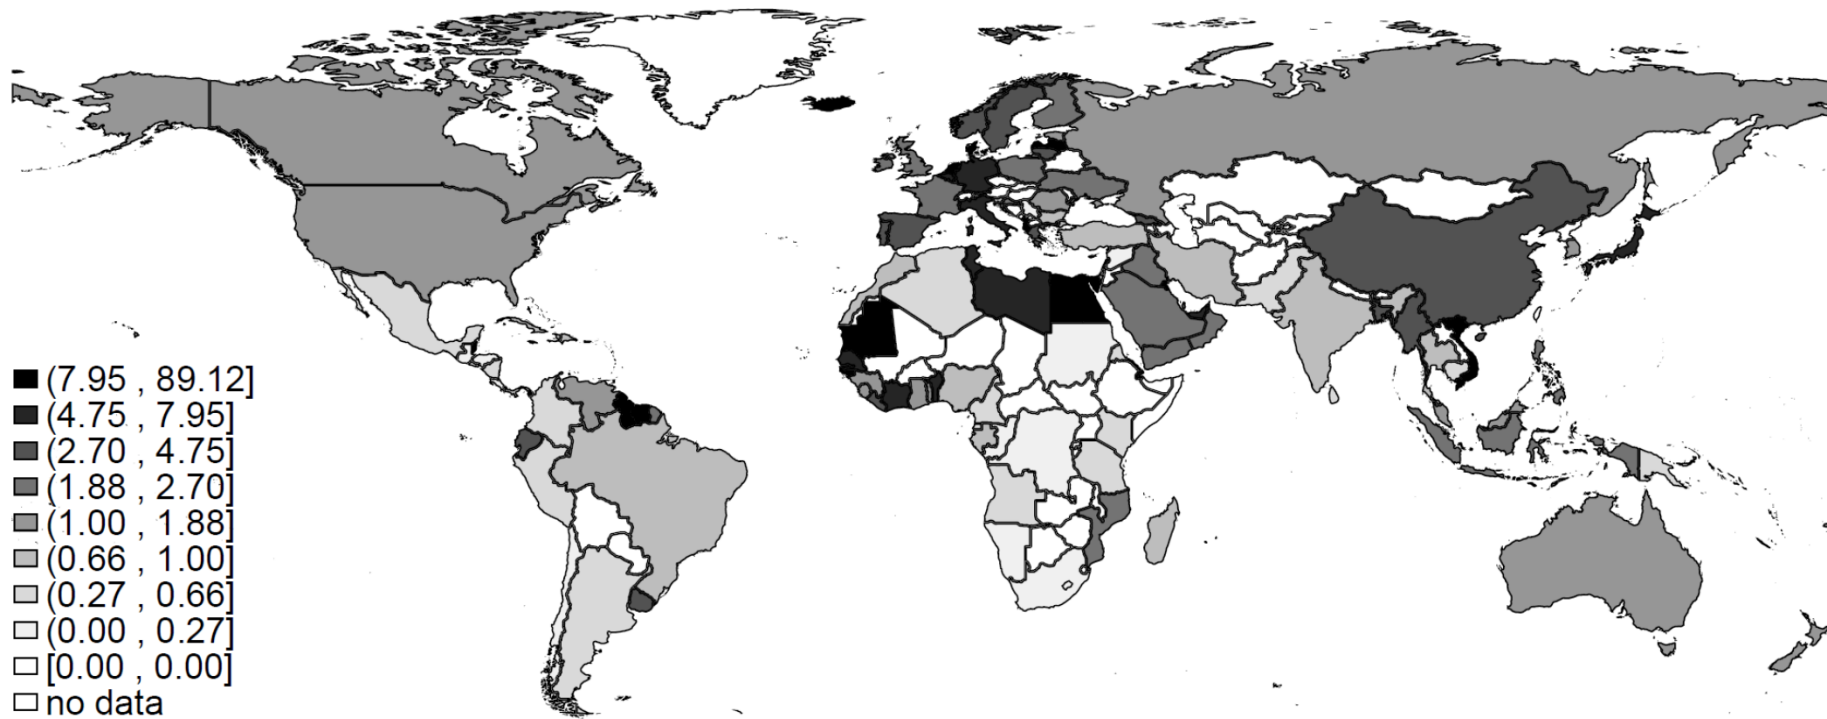 (7.95 , 89.12]
(4.75 , 7.95]
(2.70 , 4.75]
(1.88 , 2.70]
(1.00 , 1.88]
(0.66 , 1.00]
(0.27 , 0.66]
(0.00 , 0.27]
[0.00 , 0.00]
no data